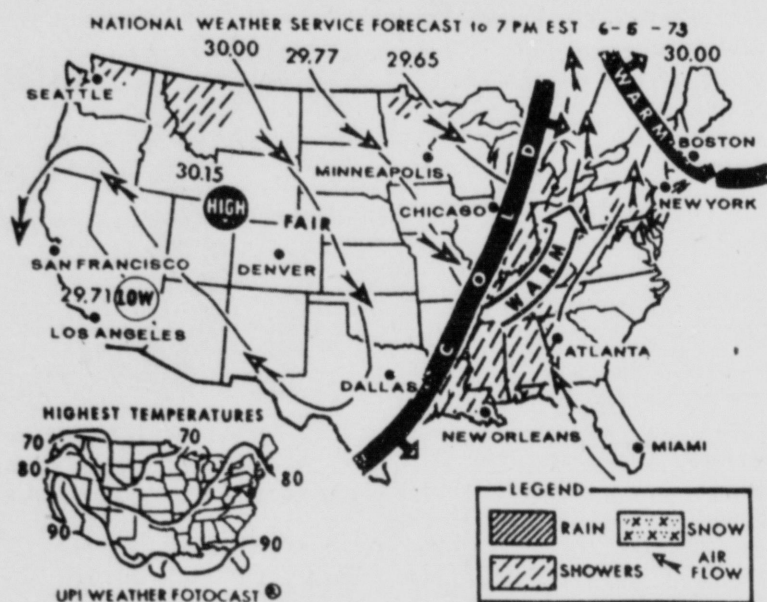 NATIONAL WEATHER SERVICE FORECAST to 7 PM EST 6-5-73
30.00
29.77
29.65
30.00
SEATTLE
WARM
BOSTON
NEW YORK
MINNEAPOLIS
30.15
HIGH
FAIR
CHICAGO
COLD
WARM
DENVER
SAN FRANCISCO
29.71
LOW
LOS ANGELES
ATLANTA
DALLAS
NEW ORLEANS
MIAMI
HIGHEST TEMPERATURES
70
70
80
80
90
90
UPI WEATHER FOTOCAST ®
LEGEND
RAIN
SNOW
SHOWERS
AIR
FLOW